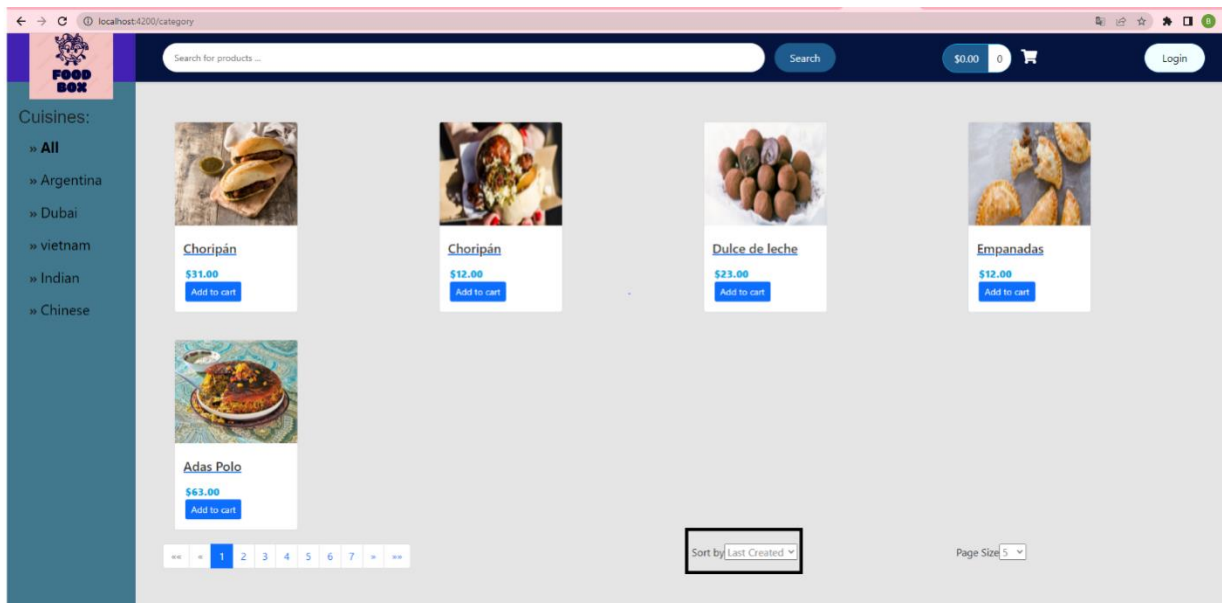 localhost:4200/category
FOOD
BOX
Search for products ...
Search
$0.00 0
Login
Cuisines:
» All
» Argentina
» Dubai
» vietnam
» Indian
» Chinese
Choripán
$31.00
Add to cart
Choripán
$12.00
Add to cart
Dulce de leche
$23.00
Add to cart
Empanadas
$12.00
Add to cart
Adas Polo
$63.00
Add to cart
«« « 1 2 3 4 5 6 7 » »»
Sort by Last Created
Page Size 5
B